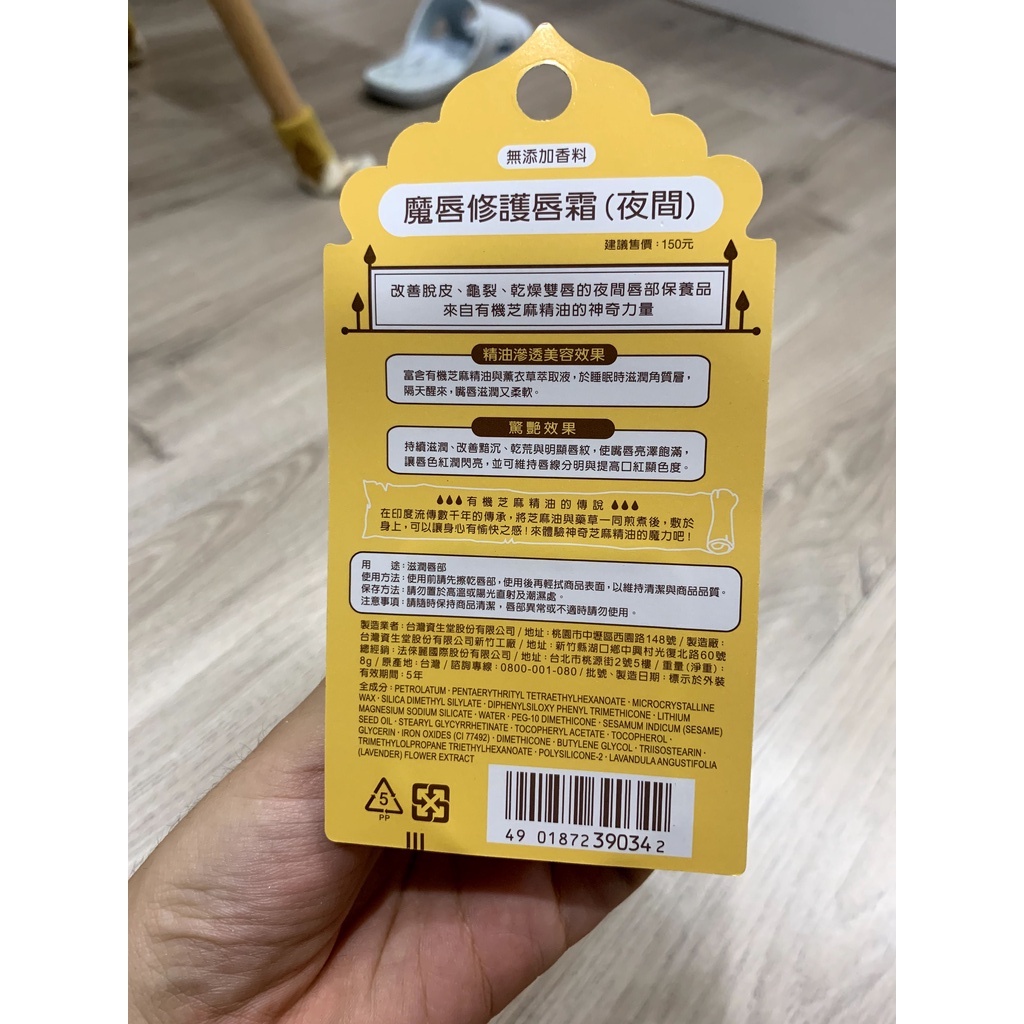 無添加香料
魔唇修護唇霜(夜間)
建議售價：150元
改善脫皮、龜裂、乾燥雙唇的夜間唇部保養品
來自有機芝麻精油的神奇力量
精油滲透美容效果
富含有機芝麻精油與薰衣草萃取液，於睡眠時滋潤角質層，
隔天醒來，嘴唇滋潤又柔軟。
驚艷效果
持續滋潤、改善黯沉、乾荒與明顯唇紋，使嘴唇亮澤飽滿，
讓唇色紅潤閃亮，並可維持唇線分明與提高口紅顯色度。
有機芝麻精油的傳說
在印度流傳數千年的傳承，將芝麻油與藥草一同煎煮後，敷於
身上，可以讓身心有愉快之感！來體驗神奇芝麻精油的魔力吧！
用　　途：滋潤唇部
使用方法：使用前請先擦乾唇部，使用後再輕拭商品表面，以維持清潔與商品品質。
保存方法：請勿置於高溫或陽光直射及潮濕處。
注意事項：請隨時保持商品清潔，唇部異常或不適時請勿使用。
製造業者：台灣資生堂股份有限公司/地址：桃園市中壢區西園路148號/製造廠：
台灣資生堂股份有限公司新竹工廠/地址：新竹縣湖口鄉中興村光復北路60號
總經銷：法徠麗國際股份有限公司/地址：台北市桃源街2號5樓/重量(淨重)：
8g/原產地：台灣/諮詢專線：0800-001-080/批號、製造日期：標示於外裝
有效期間：5年
全成分：PETROLATUM・PENTAERYTHRITYL TETRAETHYLHEXANOATE・MICROCRYSTALLINE
WAX・SILICA DIMETHYL SILYLATE・DIPHENYLSILOXY PHENYL TRIMETHICONE・LITHIUM
MAGNESIUM SODIUM SILICATE・WATER・PEG-10 DIMETHICONE・SESAMUM INDICUM (SESAME)
SEED OIL・STEARYL GLYCYRRHETINATE・TOCOPHERYL ACETATE・TOCOPHEROL・
GLYCERIN・IRON OXIDES (CI 77492)・DIMETHICONE・BUTYLENE GLYCOL・TRIISOSTEARIN・
TRIMETHYLOLPROPANE TRIETHYLHEXANOATE・POLYSILICONE-2・LAVANDULA ANGUSTIFOLIA
(LAVENDER) FLOWER EXTRACT
5
PP
49 01872 39034 2